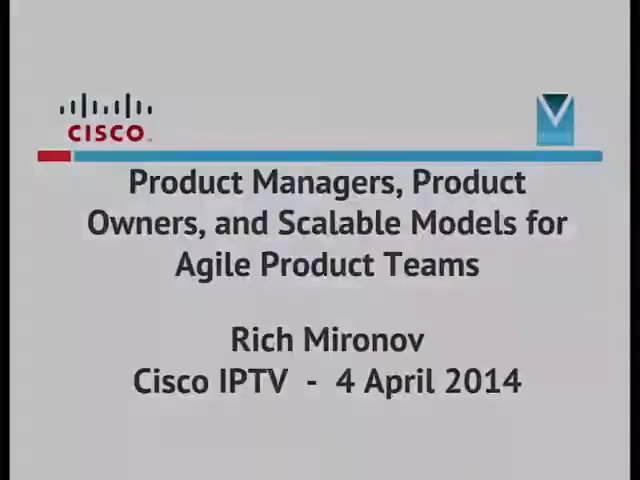 CISCO
Product Managers, Product
Owners, and Scalable Models for
Agile Product Teams
Rich Mironov
Cisco IPTV - 4 April 2014